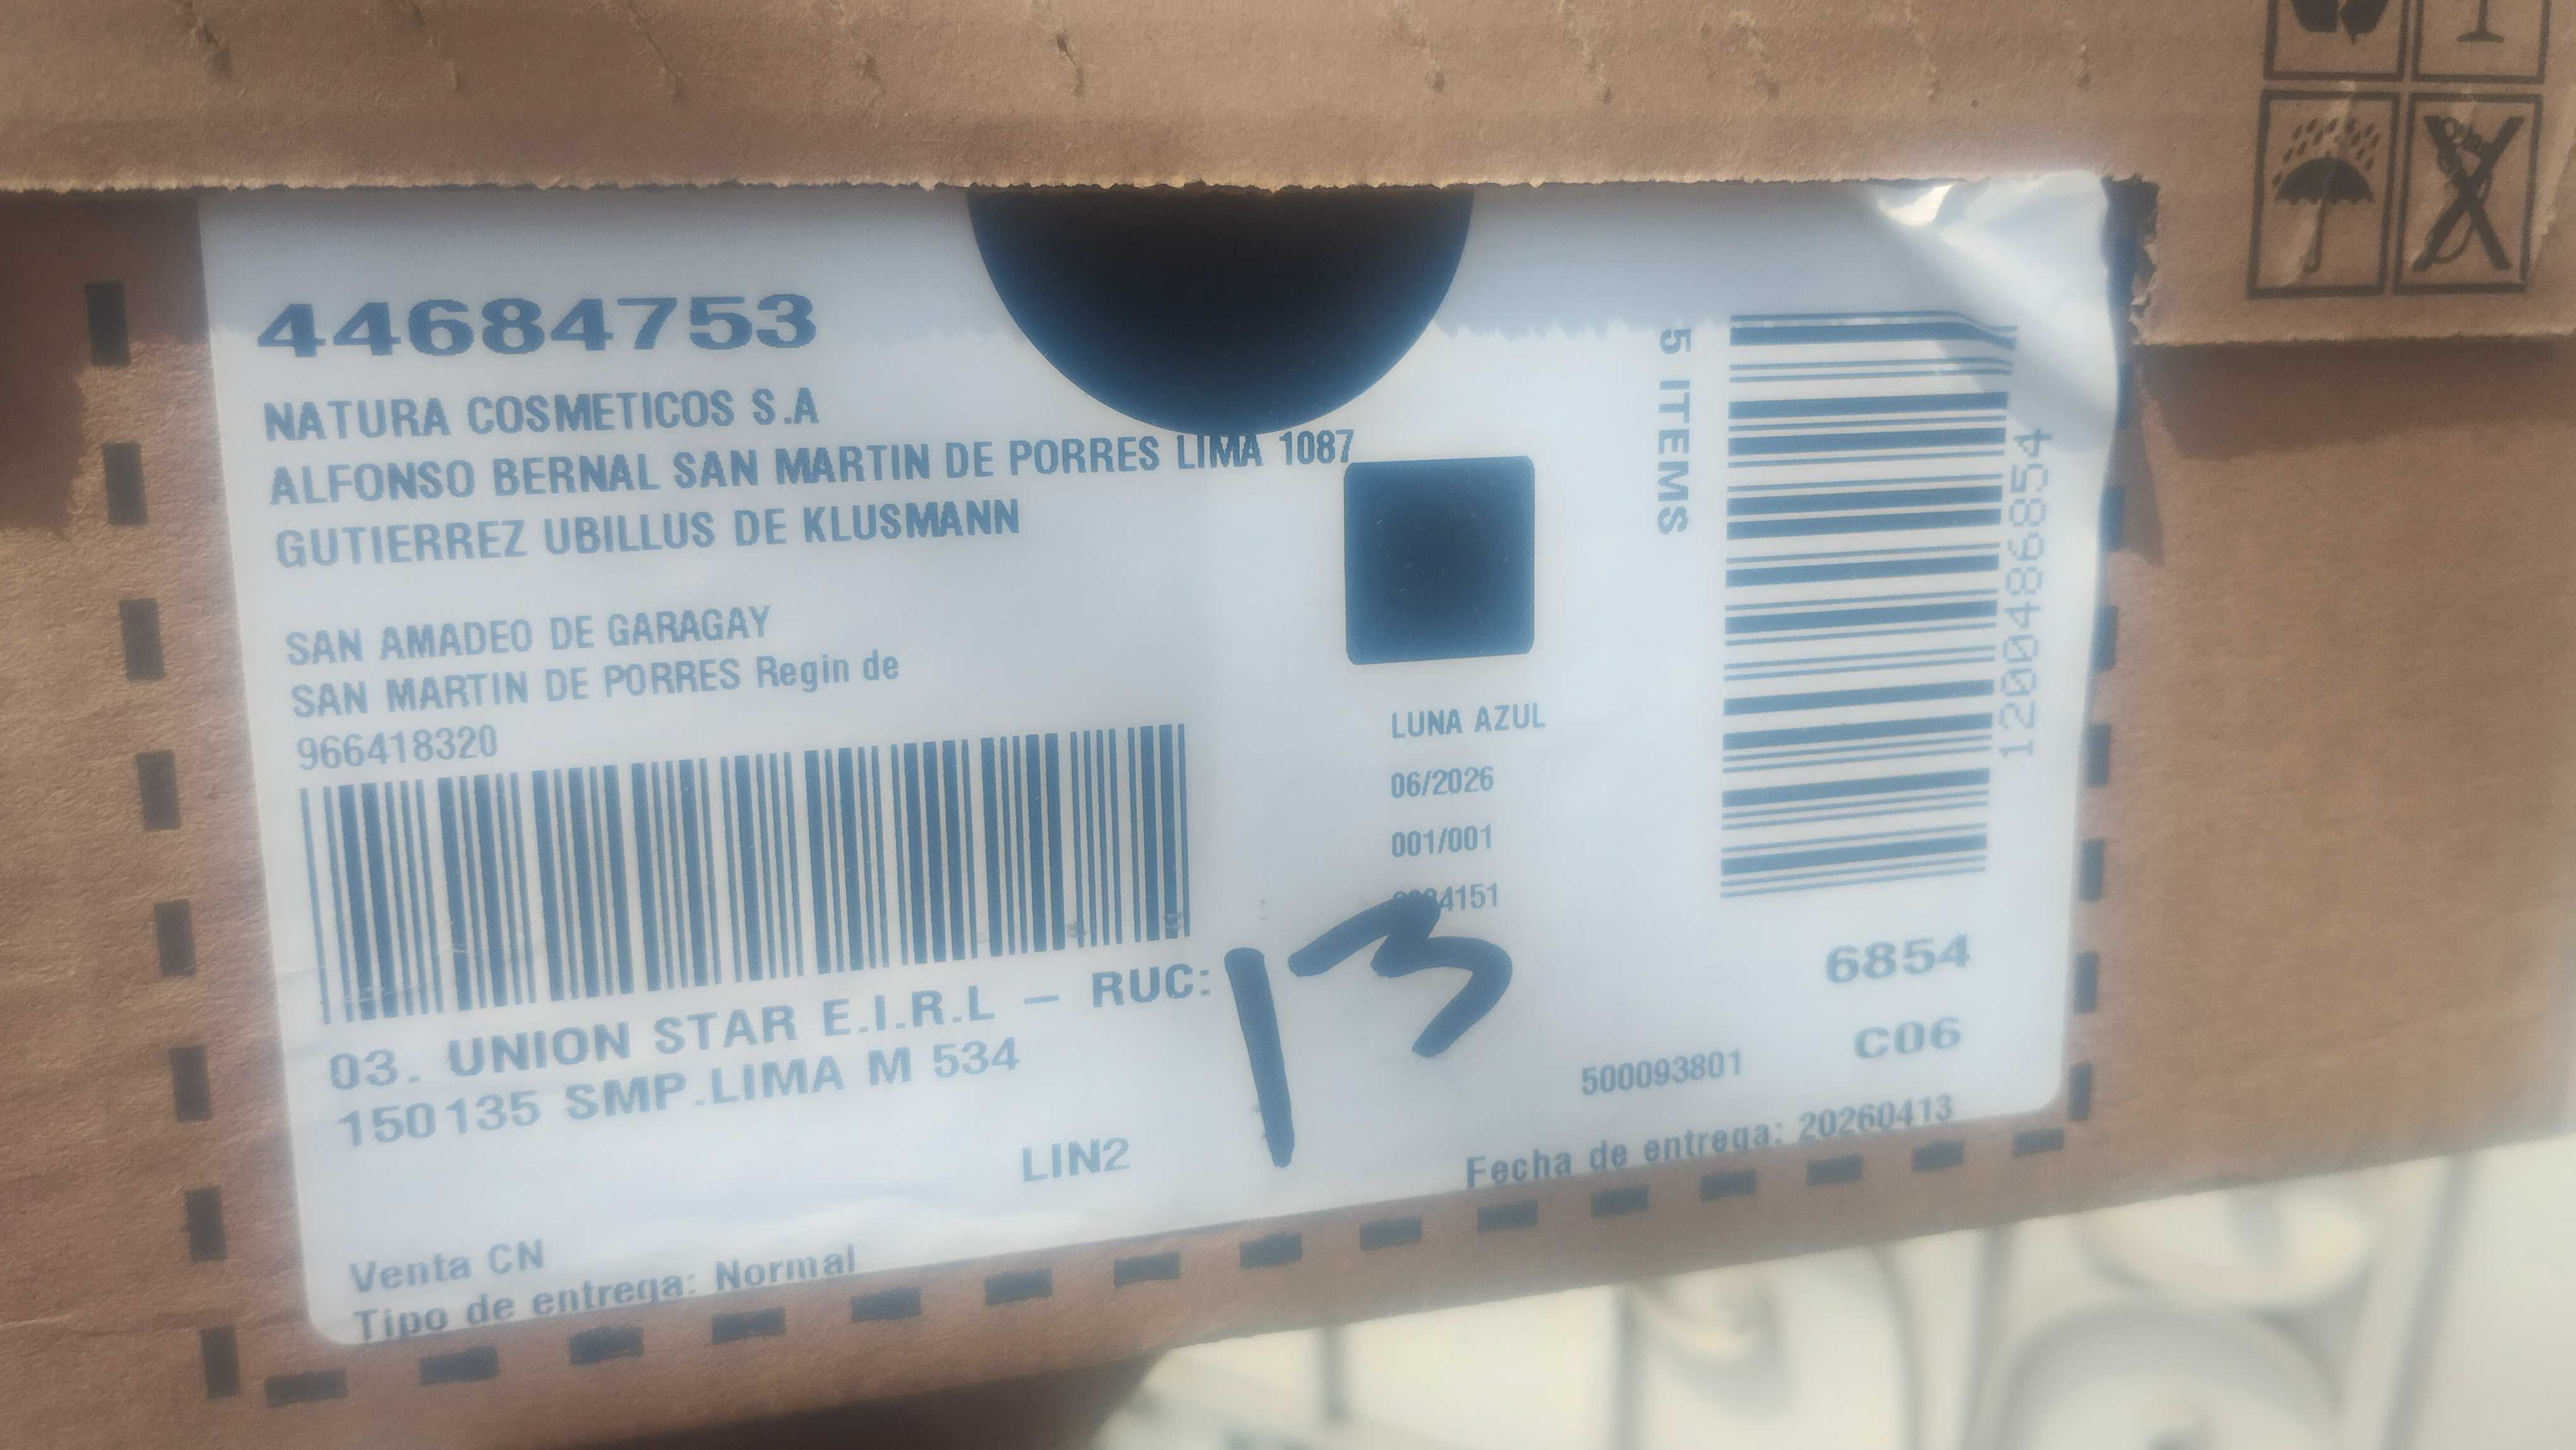 44684753
NATURA COSMETICOS S.A
ALFONSO BERNAL SAN MARTIN DE PORRES LIMA 1087
GUTIERREZ UBILLUS DE KLUSMANN
SAN AMADEO DE GARAGAY
SAN MARTIN DE PORRES Regin de
966418320
03. UNION STAR E.I.R.L – RUC:
150135 SMP.LIMA M 534
LIN2
Venta CN
Tipo de entrega: Normal
LUNA AZUL
06/2026
001/001
13
5 ITEMS
1200486854
6854
C06
500093801
Fecha de entrega: 20260413